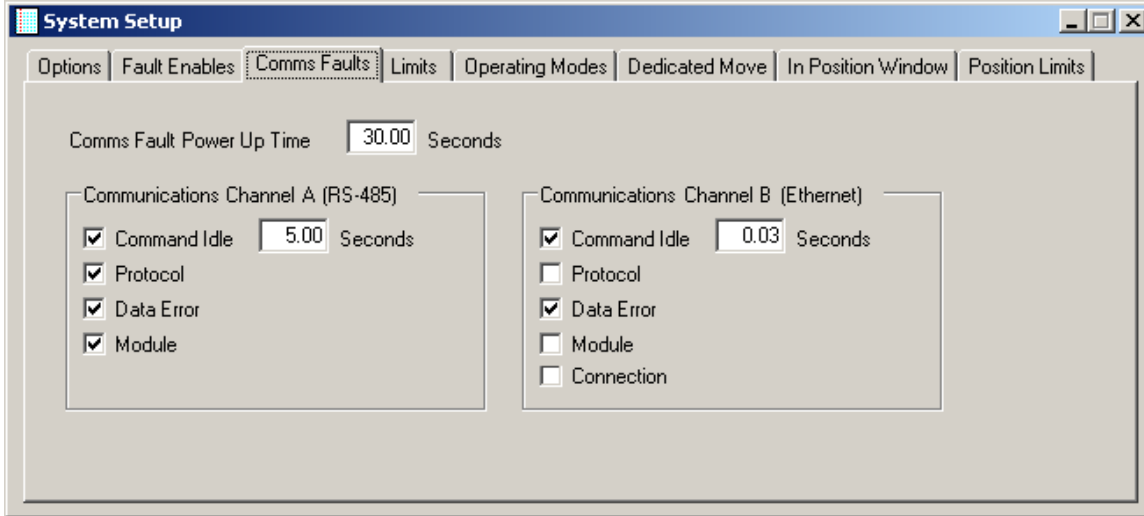 System Setup
Options Fault Enables Comms Faults Limits Operating Modes Dedicated Move In Position Window Position Limits
Comms Fault Power Up Time 30.00 Seconds
Communications Channel A (RS-485)
Command Idle 5.00 Seconds
Protocol
Data Error
Module
Communications Channel B (Ethernet)
Command Idle 0.03 Seconds
Protocol
Data Error
Module
Connection